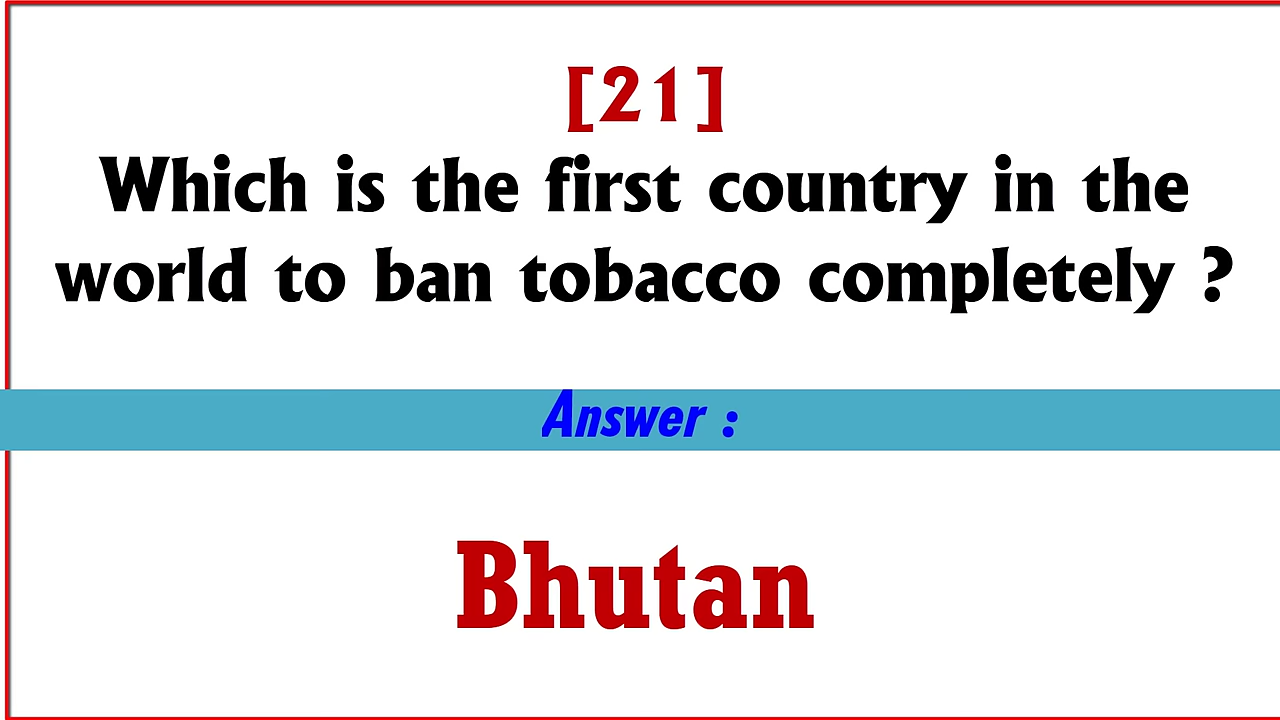 [21]
Which is the first country in the
world to ban tobacco completely ?
Answer :
Bhutan